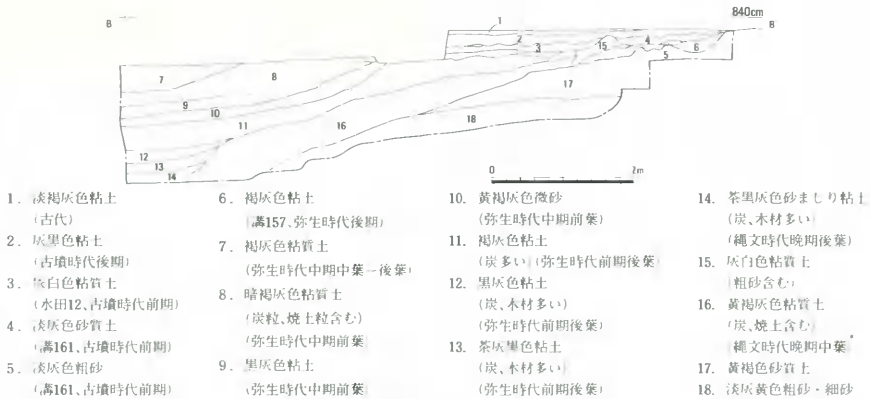 840cm
B
B
1
2
3
4
5
6
7
8
9
10
11
12
13
14
15
16
17
18
0
2m
1. 淡褐灰色粘土
(古代)
2. 灰黒色粘土
(古墳時代後期)
3. 灰白色粘質土
(水田12、古墳時代前期)
4. 淡灰色砂質土
(溝161、古墳時代前期)
5. 淡灰色粗砂
(溝161、古墳時代前期)
6. 褐灰色粘土
(溝157、弥生時代後期)
7. 褐灰色粘質土
(弥生時代中期中葉~後葉)
8. 暗褐灰色粘質土
(炭粒、焼土粒含む)
(弥生時代中期前葉)
9. 黒灰色粘土
(弥生時代中期前葉)
10. 黄褐灰色微砂
(弥生時代中期前葉)
11. 褐灰色粘土
(炭多い)(弥生時代前期後葉)
12. 黒灰色粘土
(炭、木材多い)
(弥生時代前期後葉)
13. 茶灰黒色粘土
(炭、木材多い)
(弥生時代前期後葉)
14. 茶黒灰色砂まじり粘土
(炭、木材多い)
(縄文時代晩期後葉)
15. 灰白色粘質土
(粗砂含む)
16. 黄褐灰色粘質土
(炭、焼土含む)
(縄文時代晩期中葉)
17. 黄褐色砂質土
18. 淡灰黄色粗砂・細砂